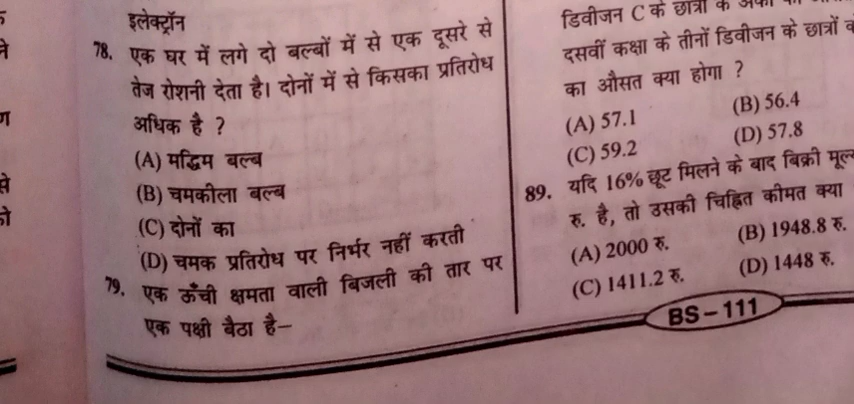 इलेक्ट्रॉन
78. एक घर में लगे दो बल्बों में से एक दूसरे से
तेज रोशनी देता है। दोनों में से किसका प्रतिरोध
अधिक है ?
(A) मद्धिम बल्ब
(B) चमकीला बल्ब
(C) दोनों का
(D) चमक प्रतिरोध पर निर्भर नहीं करती
79. एक ऊँची क्षमता वाली बिजली की तार पर
एक पक्षी बैठा है–
डिवीजन C के छात्रों के
दसवीं कक्षा के तीनों डिवीजन के छात्रों
का औसत क्या होगा ?
(A) 57.1 (B) 56.4
(C) 59.2 (D) 57.8
89. यदि 16% छूट मिलने के बाद बिक्री
रु. है, तो उसकी चिह्नित कीमत क्या
(A) 2000 रु. (B) 1948.8 रु.
(C) 1411.2 रु. (D) 1448 रु.
BS–111